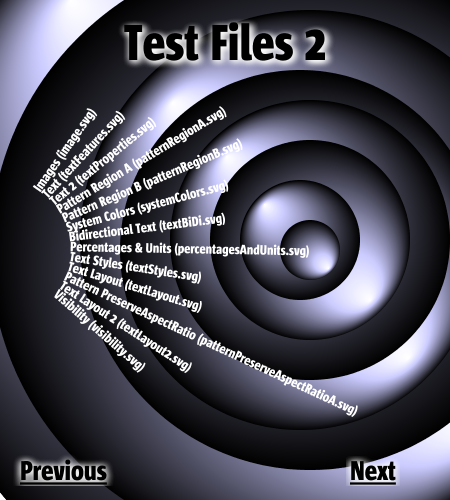 Test Files 2
Images (image.svg)
Text (textfeatures.svg)
Text 2 (textProperties.svg)
Pattern Region A (patternRegionA.svg)
Pattern Region B (patternRegionB.svg)
System Colors (systemColors.svg)
Bidirectional Text (textBiDi.svg)
Percentages & Units (percentagesAndUnits.svg)
Text Styles (textStyles.svg)
Text Layout (textLayout.svg)
Pattern PreserveAspectRatio (patternPreserveAspectRatioA.svg)
Text Layout 2 (textLayout2.svg)
Visibility (visibility.svg)
Previous
Next